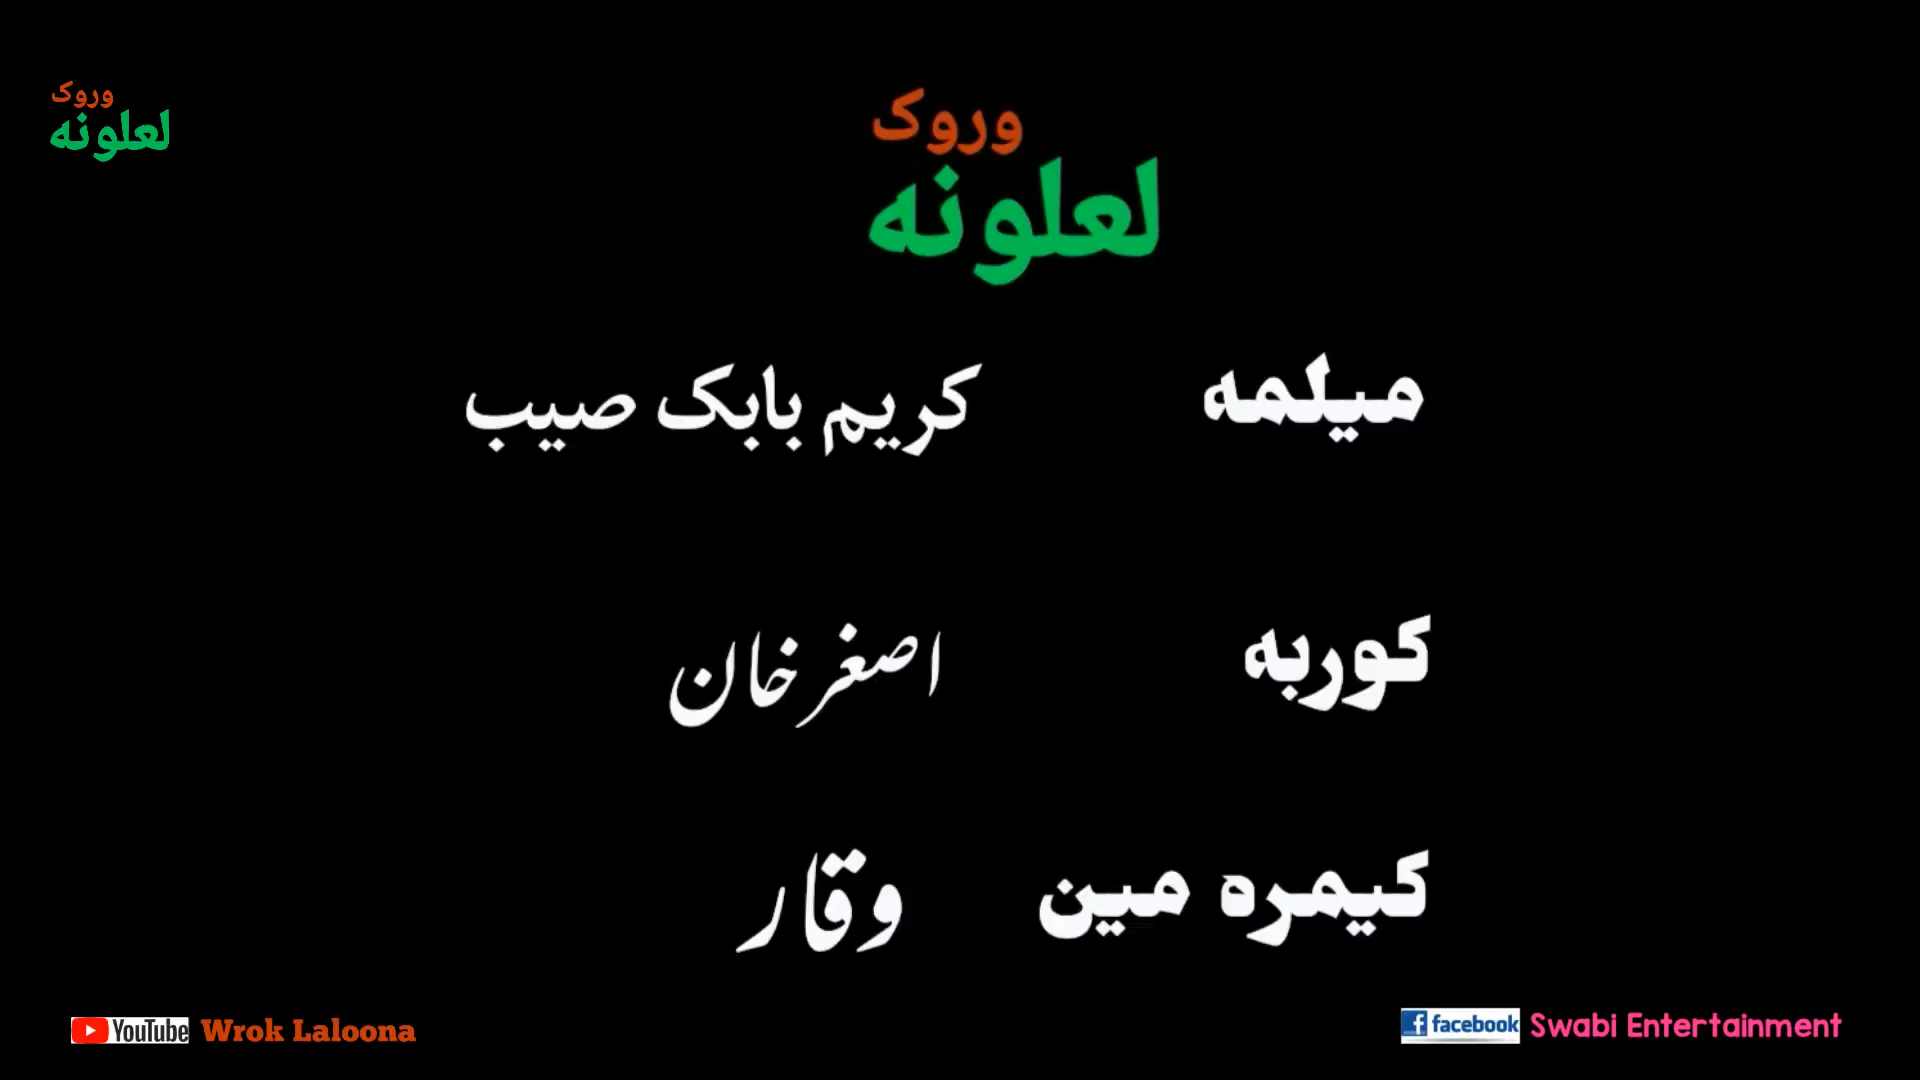 وروک
لعلونه
وروک
لعلونه
میلمه کریم بابک صیب
کوربه اصغر خان
کیمره مین وقار
YouTube Wrok Laloona
facebook Swabi Entertainment